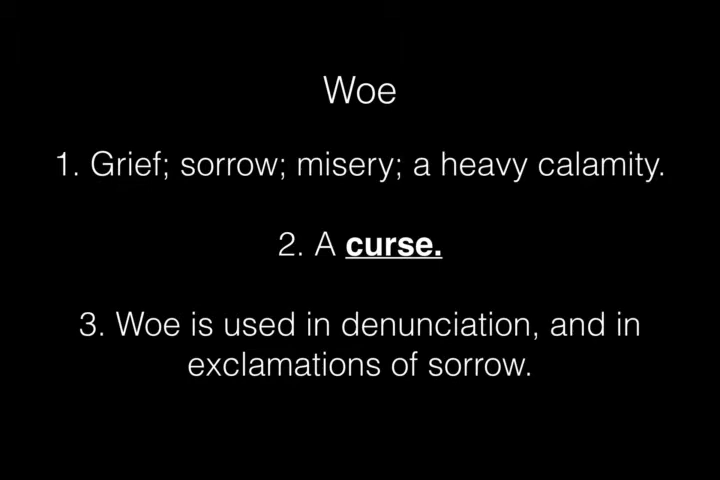 Woe
1. Grief; sorrow; misery; a heavy calamity.
2. A curse.
3. Woe is used in denunciation, and in
exclamations of sorrow.